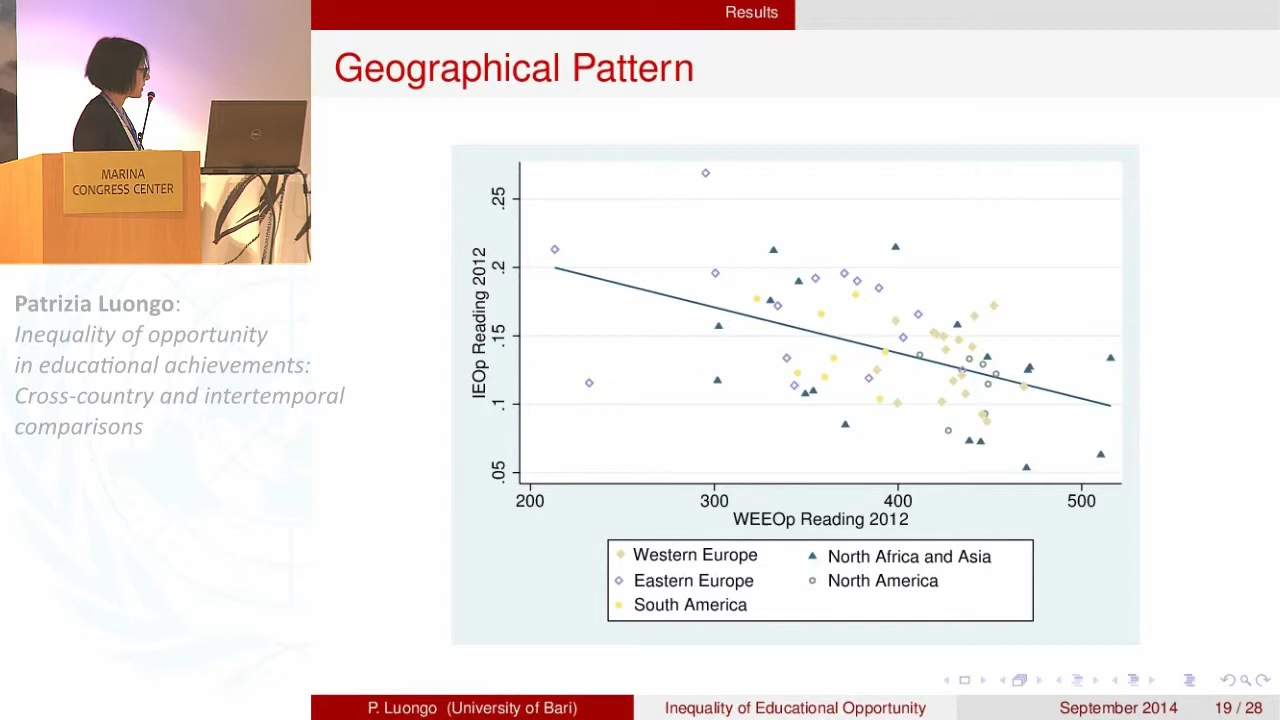 Results
Geographical Pattern
MARINA
CONGRESS CENTER
Patrizia Luongo:
Inequality of opportunity
in educational achievements:
Cross-country and intertemporal
comparisons
IEOp Reading 2012
.25
.2
.15
.1
.05
200 300 400 500
WEEOp Reading 2012
Western Europe North Africa and Asia
Eastern Europe North America
South America
P. Luongo (University of Bari) Inequality of Educational Opportunity September 2014 19 / 28